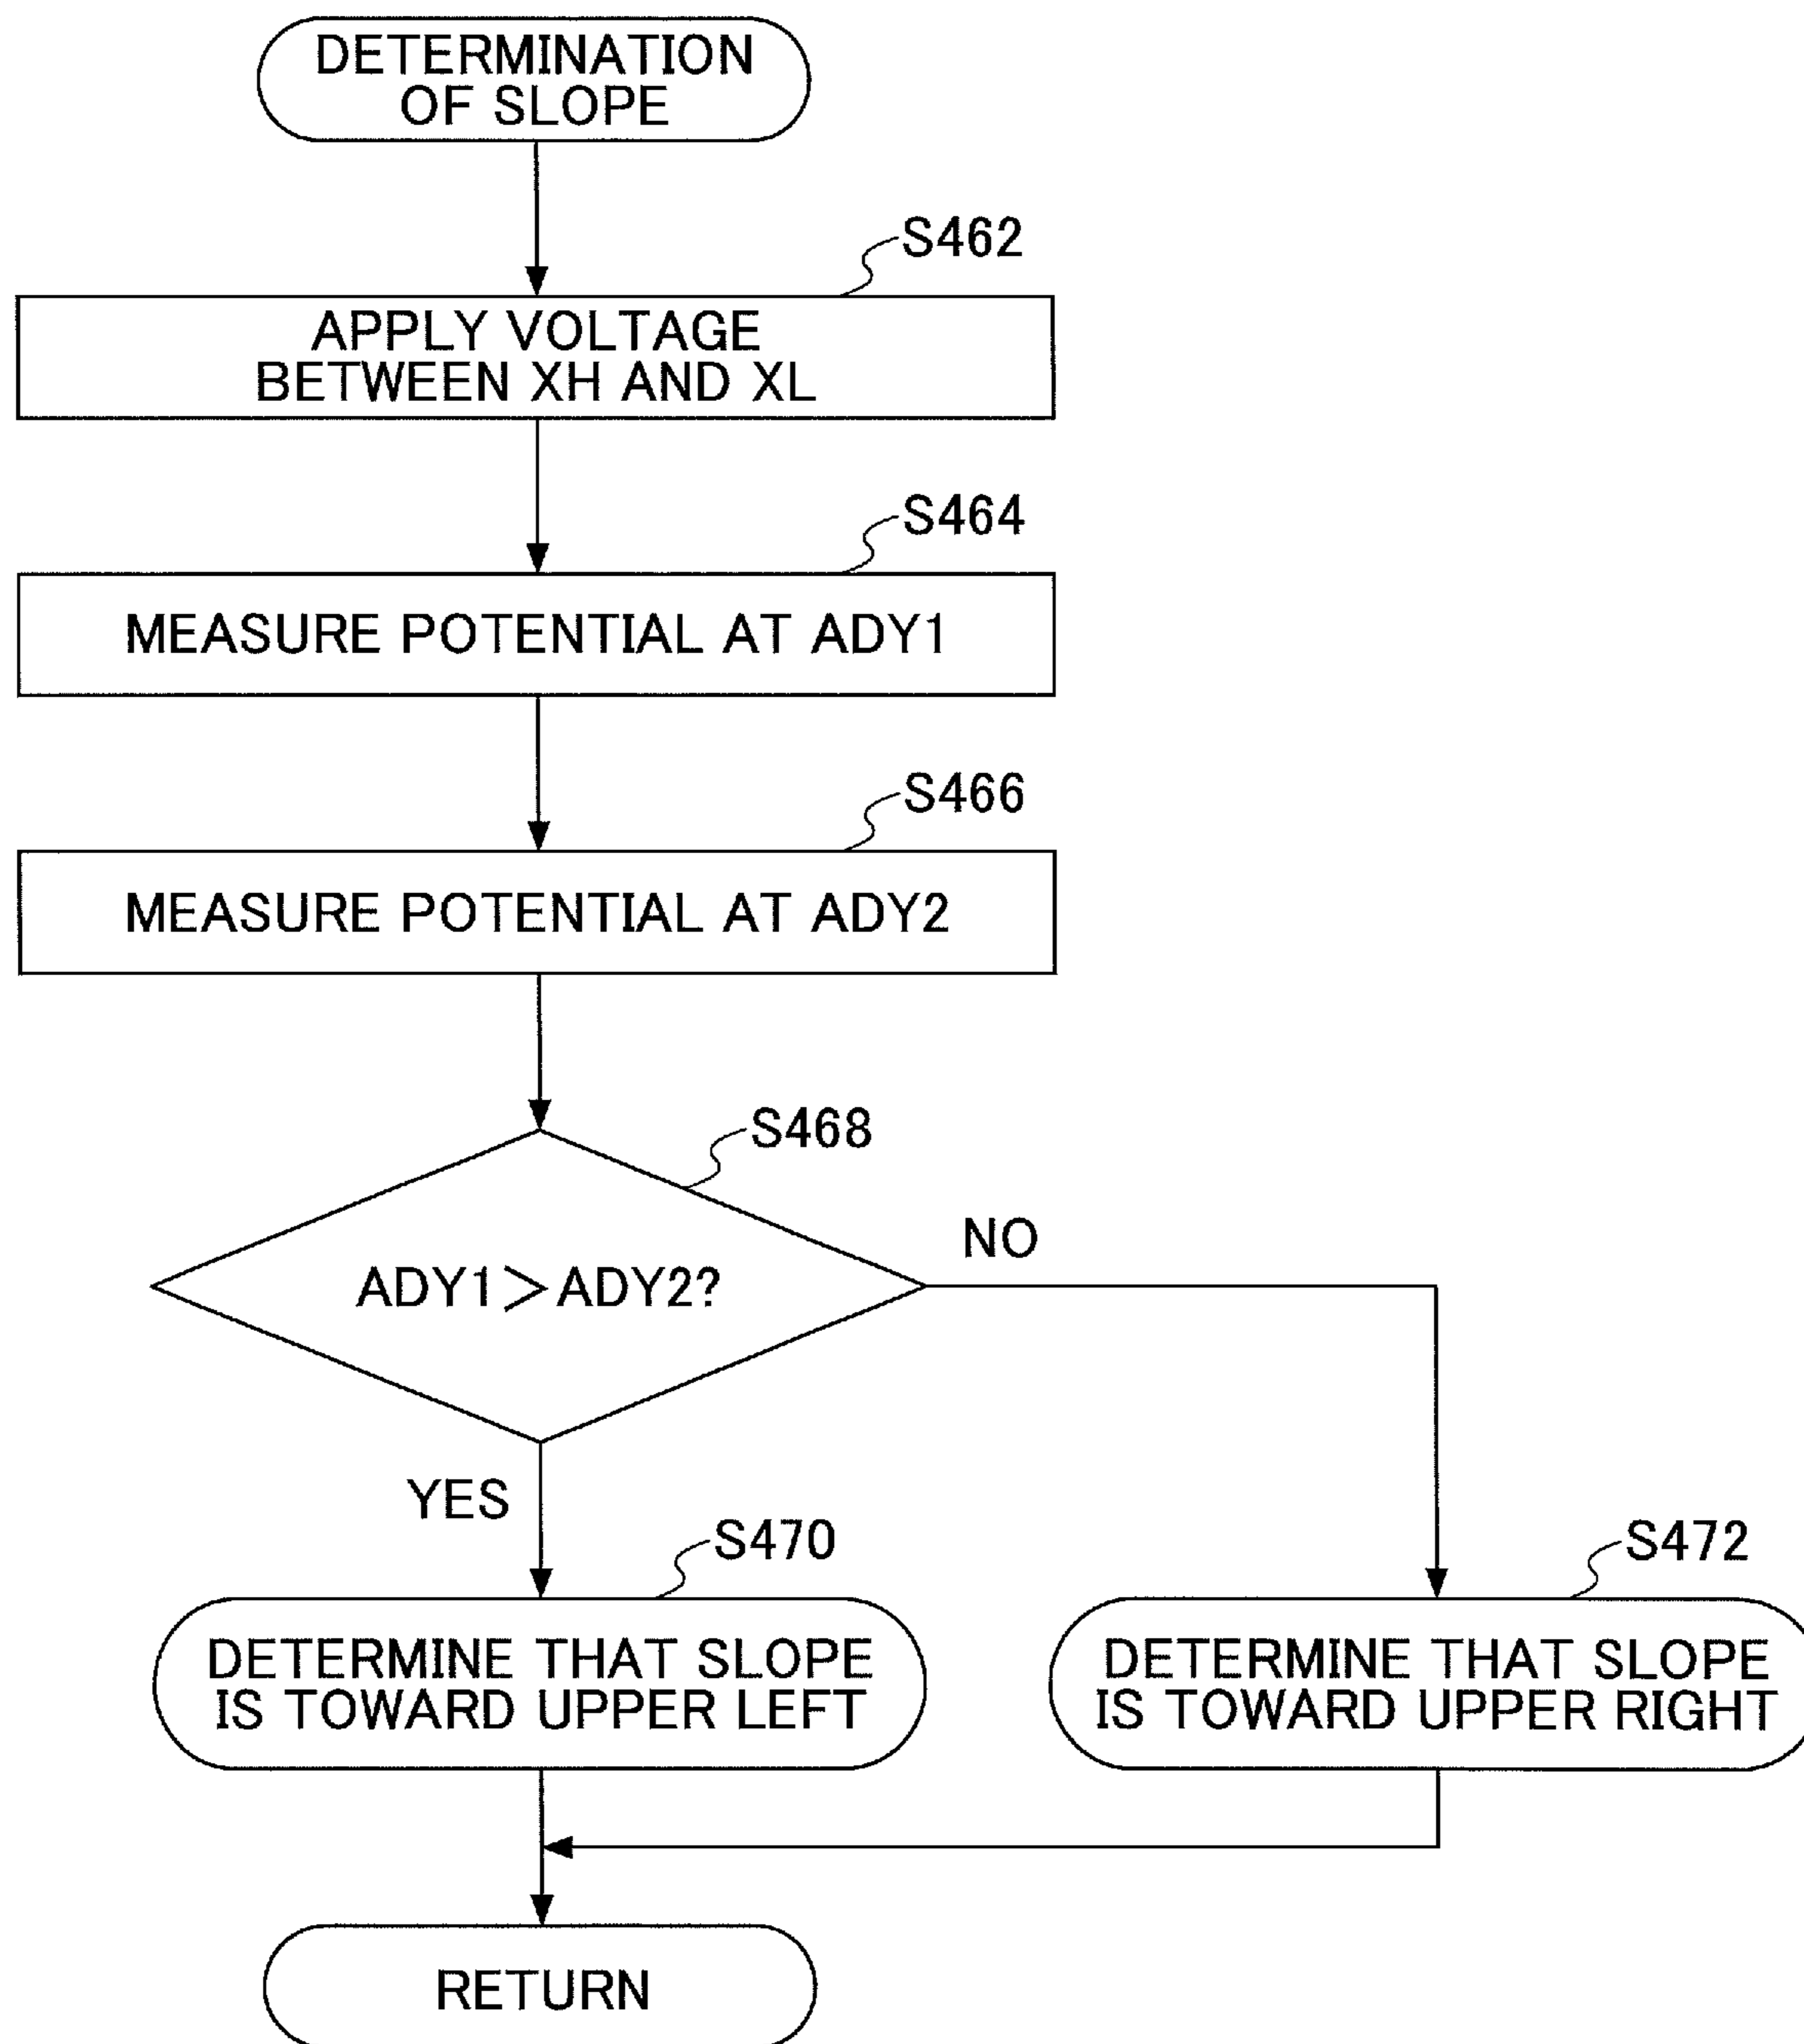 DETERMINATION
OF SLOPE
S462
APPLY VOLTAGE
BETWEEN XH AND XL
S464
MEASURE POTENTIAL AT ADY1
S466
MEASURE POTENTIAL AT ADY2
S468
NO
ADY1>ADY2?
YES
S470
S472
DETERMINE THAT SLOPE
IS TOWARD UPPER LEFT
DETERMINE THAT SLOPE
IS TOWARD UPPER RIGHT
RETURN